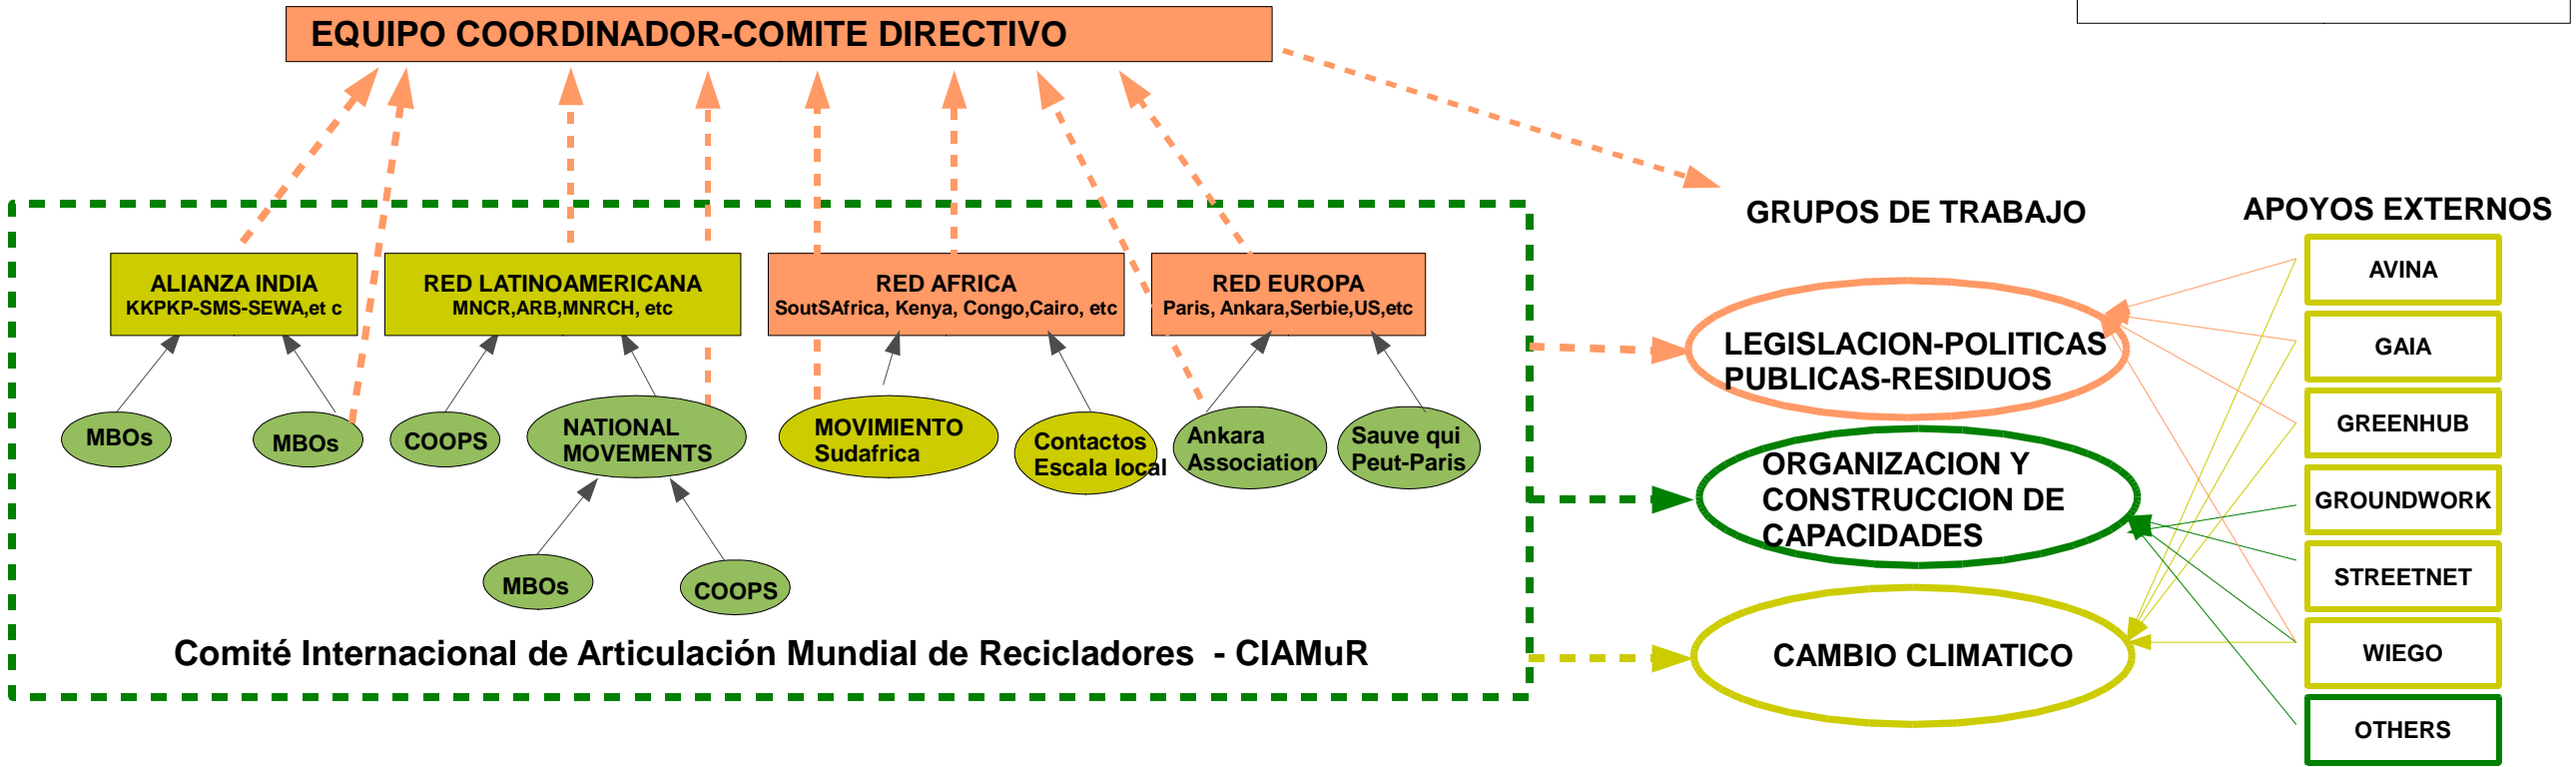 EQUIPO COORDINADOR-COMITE DIRECTIVO
ALIANZA INDIA
KKPKP-SMS-SEWA,et c
RED LATINOAMERICANA
MNCR,ARB,MNRCH, etc
RED AFRICA
SoutSAfrica, Kenya, Congo,Cairo, etc
RED EUROPA
Paris, Ankara,Serbie,US,etc
MBOs
MBOs
COOPS
NATIONAL
MOVEMENTS
MOVIMIENTO
Sudafrica
Contactos
Escala local
Ankara
Association
Sauve qui
Peut-Paris
MBOs
COOPS
Comité Internacional de Articulación Mundial de Recicladores - CIAMuR
GRUPOS DE TRABAJO
LEGISLACION-POLITICAS
PUBLICAS-RESIDUOS
ORGANIZACION Y
CONSTRUCCION DE
CAPACIDADES
CAMBIO CLIMATICO
APOYOS EXTERNOS
AVINA
GAIA
GREENHUB
GROUNDWORK
STREETNET
WIEGO
OTHERS